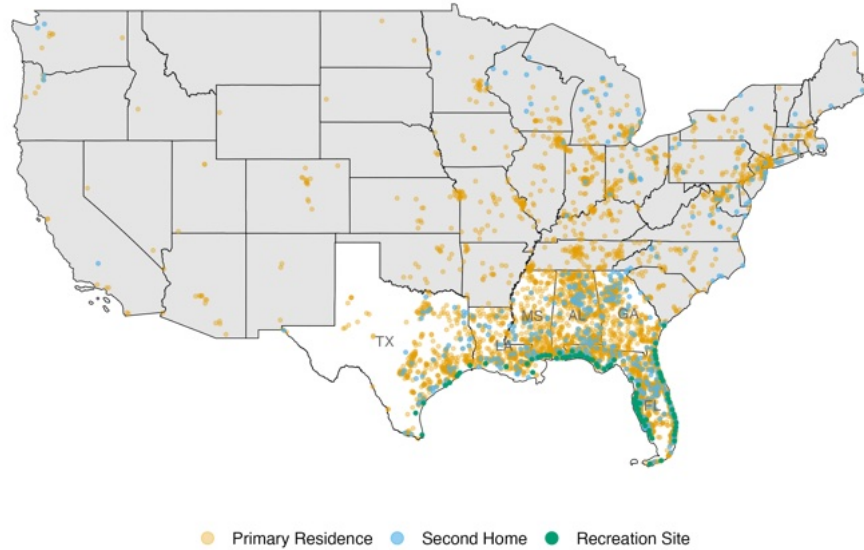 MS
AL
GA
TX
LA
FL
Primary Residence
Second Home
Recreation Site